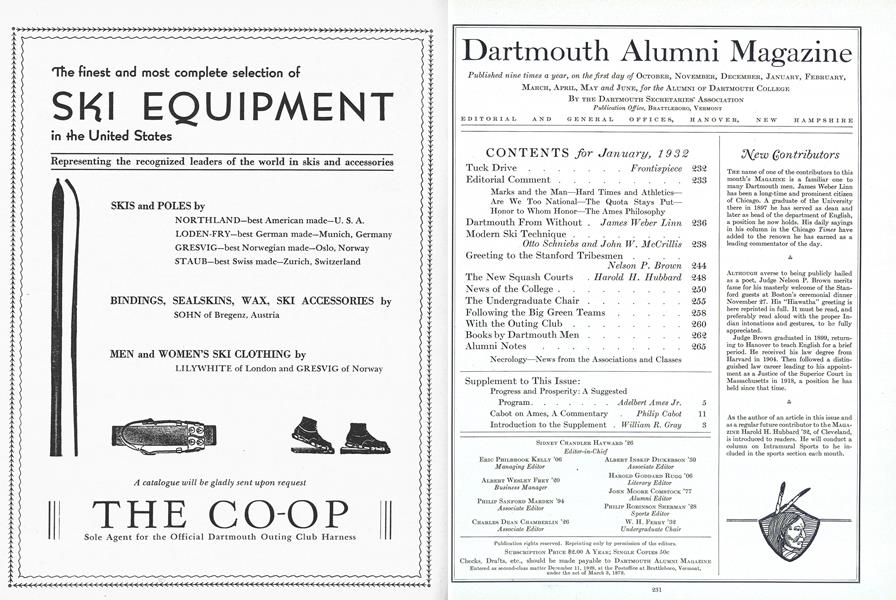 The finest and most complete selection of
SKI EQUIPMENT
in the United States
Representing the recognized leaders of the world in skis and accessories
SKIS and POLES by
NORTHLAND—best American made—U. S. A.
LODEN-FRY—best German made—Munich, Germany
GRESVIG—best Norwegian made—Oslo, Norway
STAUB—best Swiss made—Zurich, Switzerland
BINDINGS, SEALSKINS, WAX, SKI ACCESSORIES by
SOHN of Bregenz, Austria
MEN and WOMEN'S SKI CLOTHING by
LILYWHITE of London and GRESVIG of Norway
A catalogue will be gladly sent upon request
THE CO-OP
Sole Agent for the Official Dartmouth Outing Club Harness
Dartmouth Alumni Magazine
Published nine times a year, on the first day of OCTOBER, NOVEMBER, DECEMBER, JANUARY, FEBRUARY,
MARCH, APRIL, MAY and JUNE, for the ALUMNI OF DARTMOUTH COLLEGE
BY THE DARTMOUTH SECRETARIES' ASSOCIATION
Publication Office, BRATTLEBORO, VERMONT
EDITORIAL AND GENERAL OFFICES, HANOVER, NEW HAMPSHIRE
CONTENTS for January, 1932
Tuck Drive . . . . . . . Frontispiece 232
Editorial Comment . . . . . . . . . 233
Marks and the Man—Hard Times and Athletics—
Are We Too National—The Quota Stays Put—
Honor to Whom Honor—The Ames Philosophy
Dartmouth From Without . James Weber Linn 236
Modern Ski Technique . . . . . . . .
Otto Schniebs and John W. McCrillis 238
Greeting to the Stanford Tribesmen . . . .
Nelson P. Brown 244
The New Squash Courts . Harold H. Hubbard 248
News of the College . . . . . . . . 250
The Undergraduate Chair . . . . . . . 255
Following the Big Green Teams . . . . . 258
With the Outing Club . . . . . . . . 260
Books by Dartmouth Men . . . . . . . 262
Alumni Notes . . . . . . . . . . 265
Necrology—News from the Associations and Classes
Supplement to This Issue:
Progress and Prosperity: A Suggested
Program . . . . . . Adelbert Ames Jr. 5
Cabot on Ames, A Commentary . Philip Cabot 11
Introduction to the Supplement . William R. Gray 3
SIDNEY CHANDLER HAYWARD '26
Editor-in-Chief
ERIC PHILBROOK KELLY '06
Managing Editor
ALBERT WESLEY FREY '20
Business Manager
PHILIP SANFORD MARDEN '94
Associate Editor
CHARLES DEAN CHAMBERLIN '26
Associate Editor
ALBERT INSKIP DICKERSON '30
Associate Editor
HAROLD GODDARD RUGG '06
Literary Editor
JOHN MOORE COMSTOCK '77
Alumni Editor
PHILIP ROBINSON SHERMAN '28
Sports Editor
W. H. FERRY '32
Undergraduate Chair
Publication rights reserved. Reprinting only by permission of the editors.
SUBSCRIPTION PRICE $2.00 A YEAR; SINGLE COPIES 50c
Checks, Drafts, etc., should be made payable to DARTMOUTH ALUMNI MAGAZINE
Entered as second-class matter December 11, 1929, at the Postoffice at Brattleboro, Vermont,
under the act of March 3, 1879.
New Contributors
THE name of one of the contributors to this
month's MAGAZINE is a familiar one to
many Dartmouth men. James Weber Linn
has been a long-time and prominent citizen
of Chicago. A graduate of the University
there in 1897 he has served as dean and
later as head of the department of English,
a position he now holds. His daily sayings
in his column in the Chicago Times have
added to the renown he has earned as a
leading commentator of the day.
ALTHOUGH averse to being publicly hailed
as a poet, Judge Nelson P. Brown merits
fame for his masterly welcome of the Stan-
ford guests at Boston's ceremonial dinner
November 27. His "Hiawatha" greeting is
here reprinted in full. It must be read, and
preferably read aloud with the proper In-
dian intonations and gestures, to be fully
appreciated.
Judge Brown graduated in 1899, return-
ing to Hanover to teach English for a brief
period. He received his law degree from
Harvard in 1904. Then followed a distin-
guished law career leading to his appoint-
ment as a Justice of the Superior Court in
Massachusetts in 1918, a position he has
held since that time.
As the author of an article in this issue and
as a regular future contributor to the MAGA-
ZINE Harold H. Hubbard '32, of Cleveland,
is introduced to readers. He will conduct a
column on Intramural Sports to be in-
cluded in the sports section each month.
231